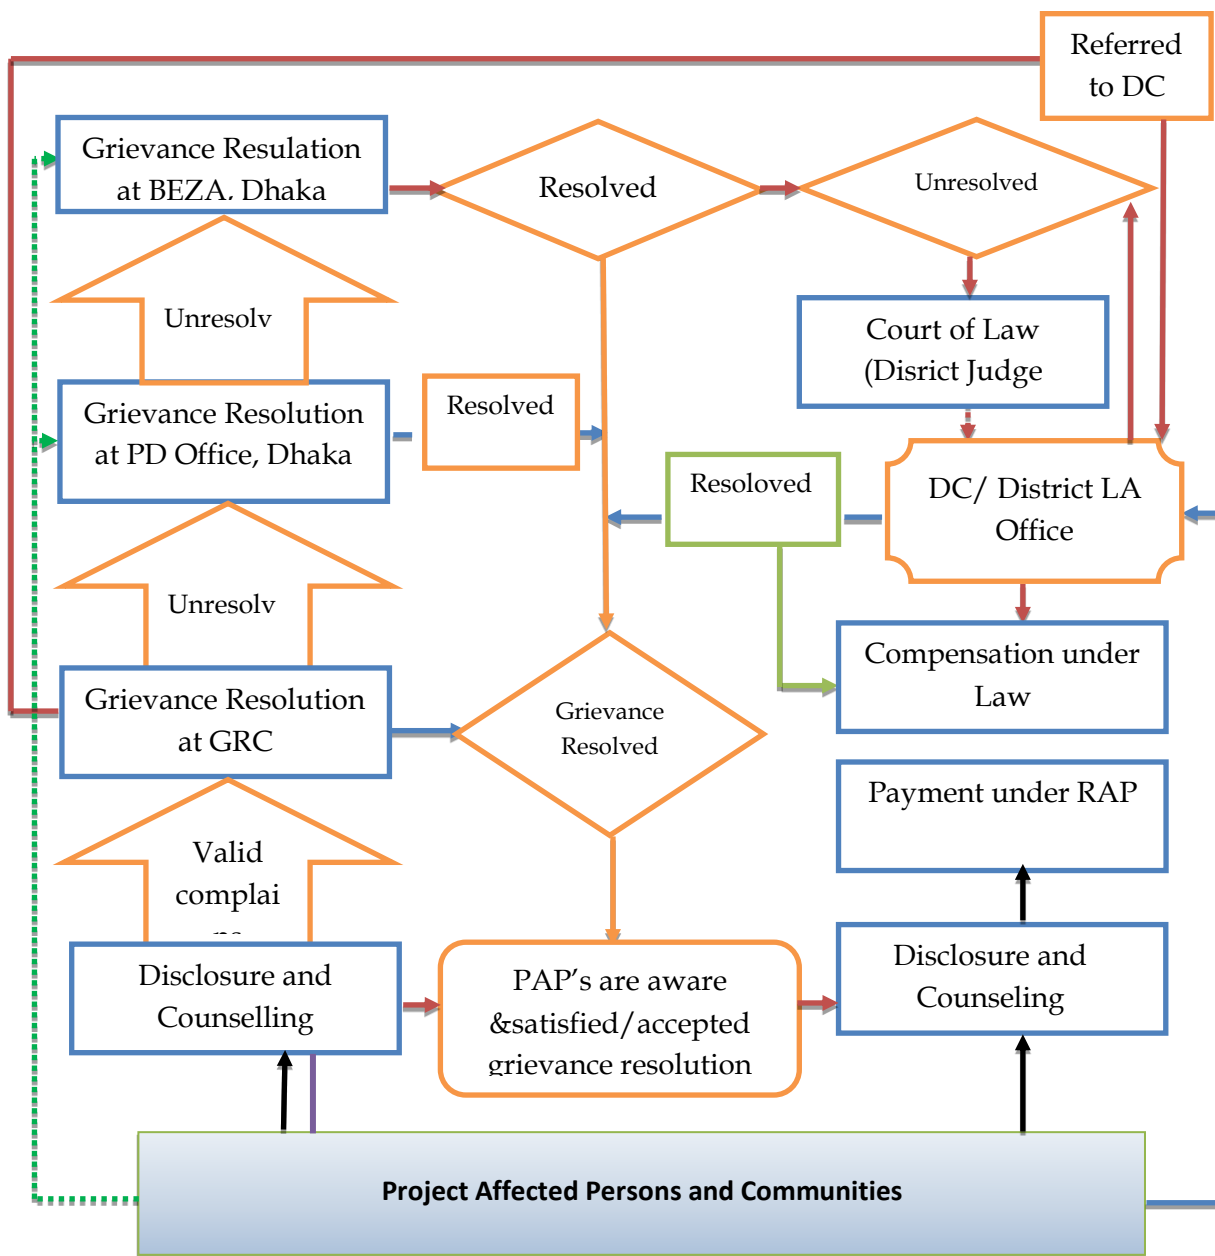 Referred
to DC
Grievance Resulation
at BEZA. Dhaka
Resolved
Unresolved
Unresolv
Court of Law
(Disrict Judge
Grievance Resolution
at PD Office, Dhaka
Resolved
Resoloved
DC/ District LA
Office
Unresolv
Grievance Resolution
at GRC
Grievance
Resolved
Compensation under
Law
Payment under RAP
Valid
complai
Disclosure and
Counselling
PAP’s are aware
&satisfied/accepted
grievance resolution
Disclosure and
Counseling
Project Affected Persons and Communities